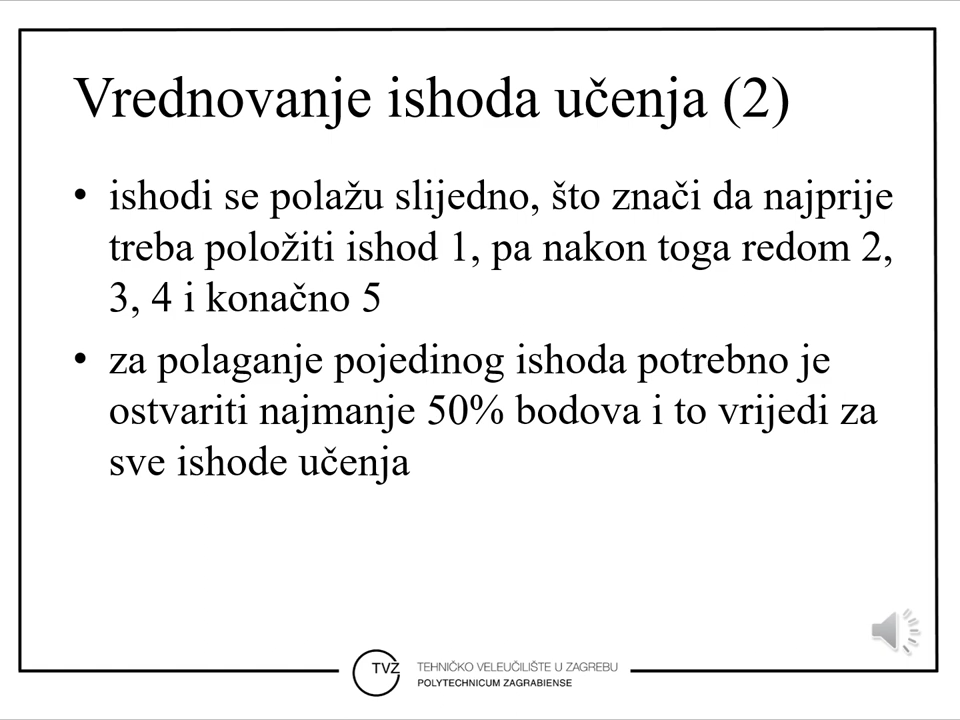 Vrednovanje ishoda učenja (2)
• ishodi se polažu slijedno, što znači da najprije
treba položiti ishod 1, pa nakon toga redom 2,
3, 4 i konačno 5
• za polaganje pojedinog ishoda potrebno je
ostvariti najmanje 50% bodova i to vrijedi za
sve ishode učenja
TVZ
TEHNIČKO VELEUČILIŠTE U ZAGREBU
POLYTECHNICUM ZAGRABIENSE